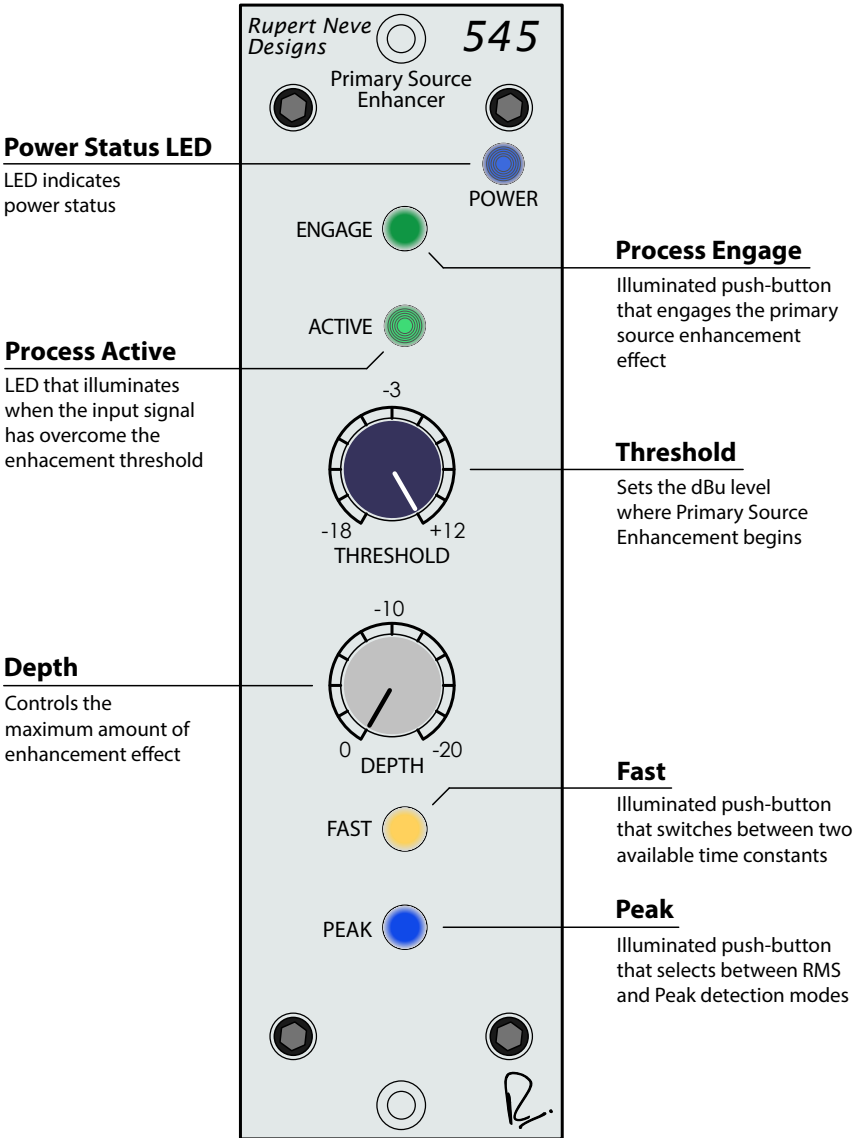 Rupert Neve
Designs
545
Primary Source
Enhancer
Power Status LED
LED indicates
power status
POWER
ENGAGE
Process Engage
Illuminated push-button
that engages the primary
source enhancement
effect
ACTIVE
Process Active
LED that illuminates
when the input signal
has overcome the
enhacement threshold
-3
-18
+12
THRESHOLD
Threshold
Sets the dBu level
where Primary Source
Enhancement begins
-10
0
-20
DEPTH
Depth
Controls the
maximum amount of
enhancement effect
FAST
Fast
Illuminated push-button
that switches between two
available time constants
PEAK
Peak
Illuminated push-button
that selects between RMS
and Peak detection modes